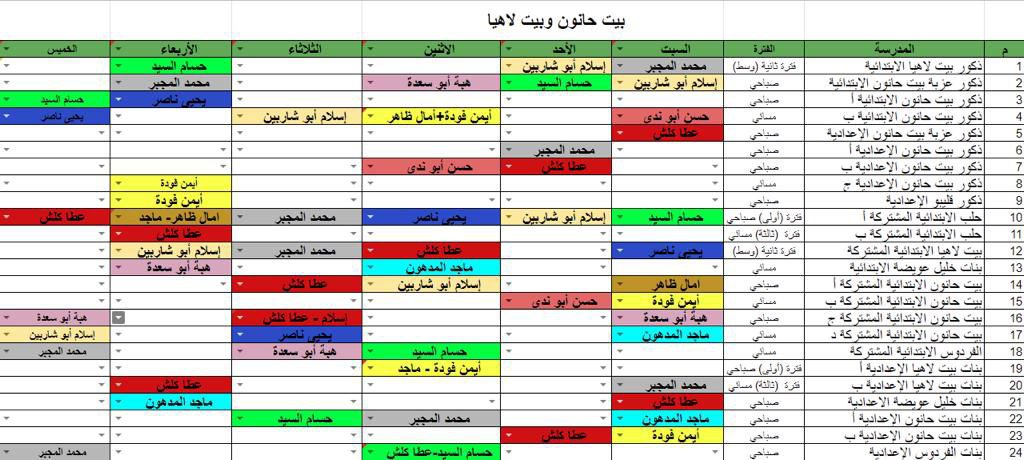 بيت حانون وبيت لاهيا
م المدرسة الفترة السبت الأحد الاثنين الثلاثاء الأربعاء الخميس
1 ذكور بيت لاهيا الابتدائية فترة ثانية (وسط) محمد المجبر إسلام أبو شاربين حسام السيد
2 ذكور عزبة بيت حانون الابتدائية صباحي إسلام أبو شاربين حسام السيد هبة أبو سعدة محمد المجبر
3 ذكور بيت حانون الابتدائية أ صباحي يحيى ناصر حسام السيد
4 ذكور بيت حانون الابتدائية ب مسائي حسن أبو ندى أيمن فودة+أمال ظاهر إسلام أبو شاربين يحيى ناصر
5 ذكور عزبة بيت حانون الإعدادية صباحي عطا كلش
6 ذكور بيت حانون الإعدادية أ صباحي محمد المجبر
7 ذكور بيت حانون الإعدادية ب صباحي عطا كلش حسن أبو ندى
8 ذكور بيت حانون الإعدادية ج مسائي أيمن فودة
9 ذكور قليبو الإعدادية صباحي أيمن فودة
10 حلب الابتدائية المشتركة أ فترة (أولى) صباحي حسام السيد إسلام أبو شاربين يحيى ناصر محمد المجبر امال ظاهر- ماجد عطا كلش
11 حلب الابتدائية المشتركة ب فترة (ثالثة) مسائي عطا كلش
12 بيت لاهيا الابتدائية المشتركة فترة ثانية (وسط) يحيى ناصر عطا كلش محمد المجبر إسلام أبو شاربين
13 بنات خليل عويضة الابتدائية مسائي ماجد المدهون هبة أبو سعدة
14 بيت حانون الابتدائية المشتركة أ صباحي امال ظاهر إسلام أبو شاربين عطا كلش
15 بيت حانون الابتدائية المشتركة ب مسائي أيمن فودة حسن أبو ندى
16 بيت حانون الابتدائية المشتركة ج صباحي هبة أبو سعدة إسلام - عطا كلش هبة أبو سعدة
17 بيت حانون الابتدائية المشتركة د مسائي ماجد المدهون يحيى ناصر إسلام أبو شاربين
18 الفردوس الابتدائية المشتركة مسائي حسام السيد هبة أبو سعدة محمد المجبر
19 بنات بيت لاهيا الإعدادية أ فترة (أولى) صباحي أيمن فودة - ماجد
20 بنات بيت لاهيا الإعدادية ب فترة (ثالثة) مسائي محمد المجبر عطا كلش
21 بنات خليل عويضة الإعدادية صباحي عطا كلش ماجد المدهون
22 بنات بيت حانون الإعدادية أ صباحي ماجد المدهون محمد المجبر حسام السيد
23 بنات بيت حانون الإعدادية ب صباحي أيمن فودة عطا كلش
24 بنات الفردوس الإعدادية صباحي حسام السيد-عطا كلش محمد المجبر